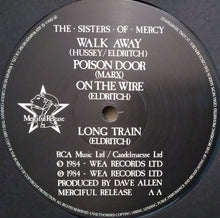 THE · SISTERS · OF · MERCY
WALK AWAY
(HUSSEY/ELDRITCH)
POISON DOOR
(MARX)
ON THE WIRE
(ELDRITCH)
LONG TRAIN
(ELDRITCH)
Merciful Release
RCA Music Ltd / Candelmaesse Ltd
℗ 1984 - WEA RECORDS LTD
© 1984 - WEA RECORDS LTD
PRODUCED BY DAVE ALLEN
MERCIFUL RELEASE A A